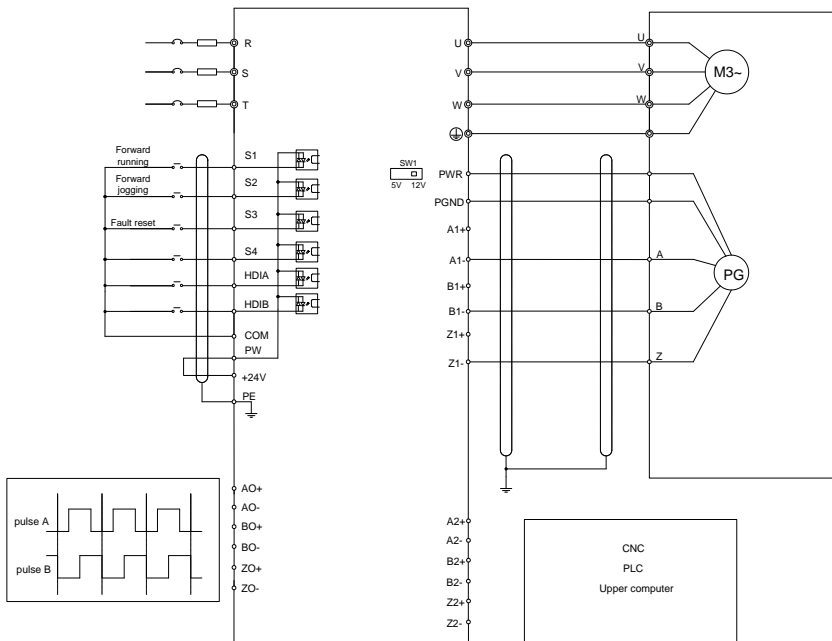 R
S
T
Forward
running
Forward
jogging
Fault reset
S1
S2
S3
S4
HDIA
HDIB
COM
PW
+24V
PE
AO+
AO-
BO+
BO-
ZO+
ZO-
pulse A
pulse B
SW1
5V 12V
U
V
W
PWR
PGND
A1+
A1-
B1+
B1-
Z1+
Z1-
A2+
A2-
B2+
B2-
Z2+
Z2-
U
V
W
M3~
A
B
Z
PG
CNC
PLC
Upper computer